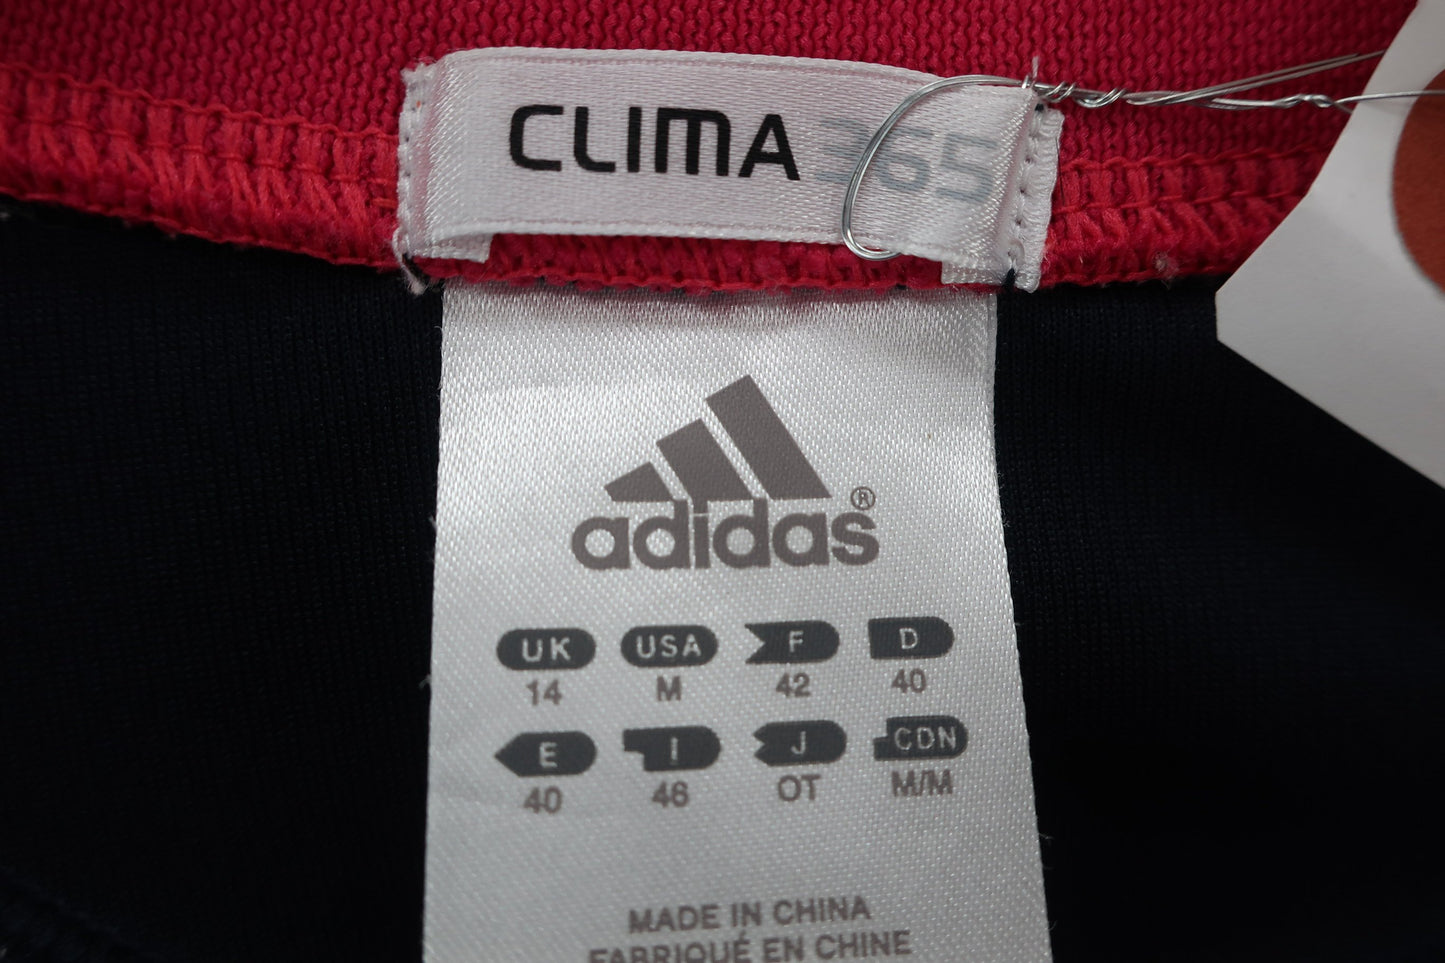 CLIMA 365
adidas®
UK USA F D
14 M 42 40
E I J CDN
40 46 OT M/M
MADE IN CHINA
FABRIQUÉ EN CHINE